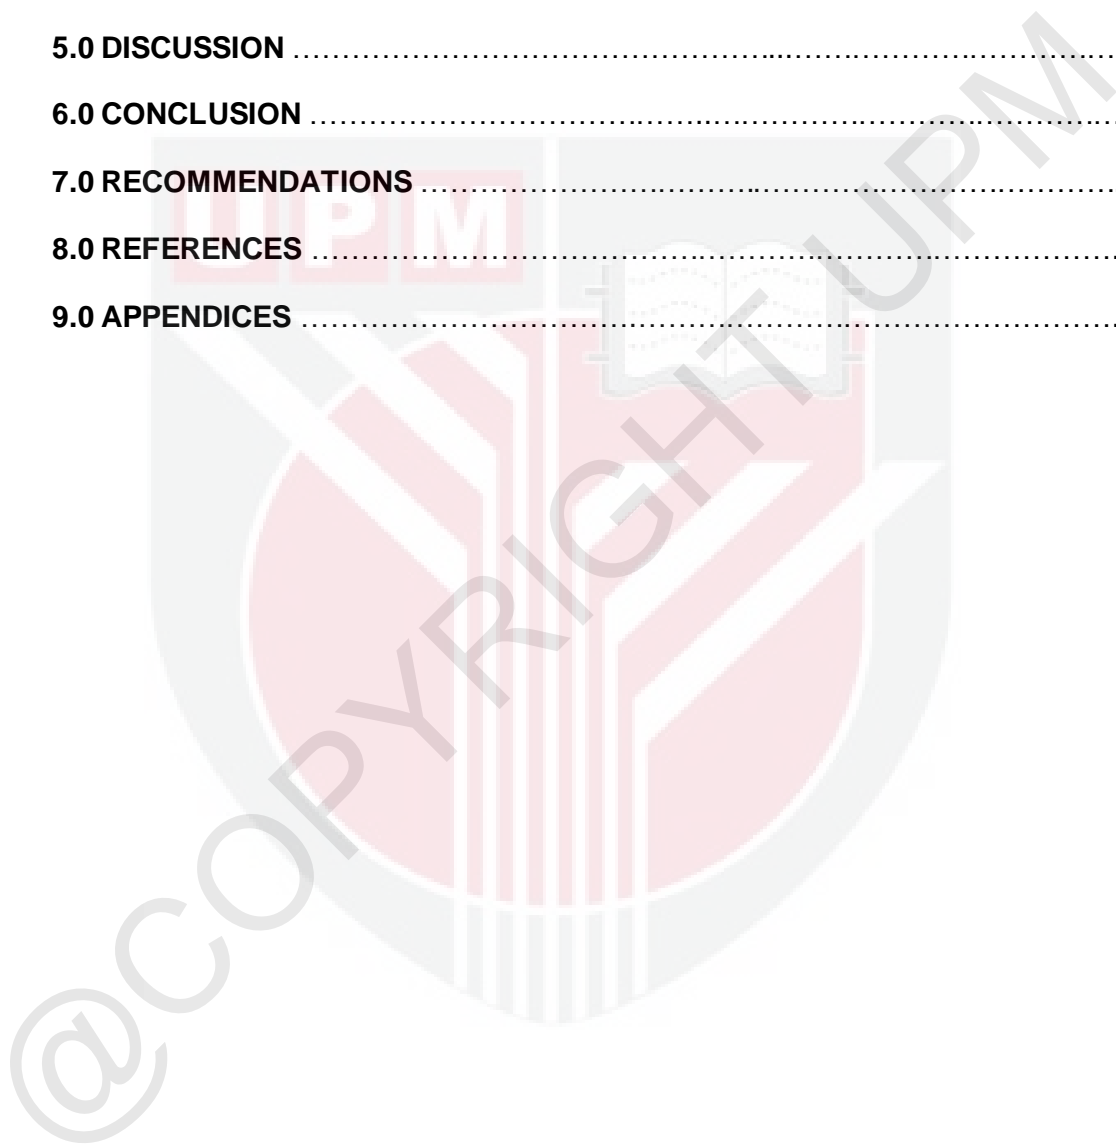 5.0 DISCUSSION ……………………………………………………………………
6.0 CONCLUSION ……………………………………………………………………
7.0 RECOMMENDATIONS……………………………………………………………
8.0 REFERENCES ……………………………………………………………………
9.0 APPENDICES ……………………………………………………………………
UPM
@COPYRIGHT UPM